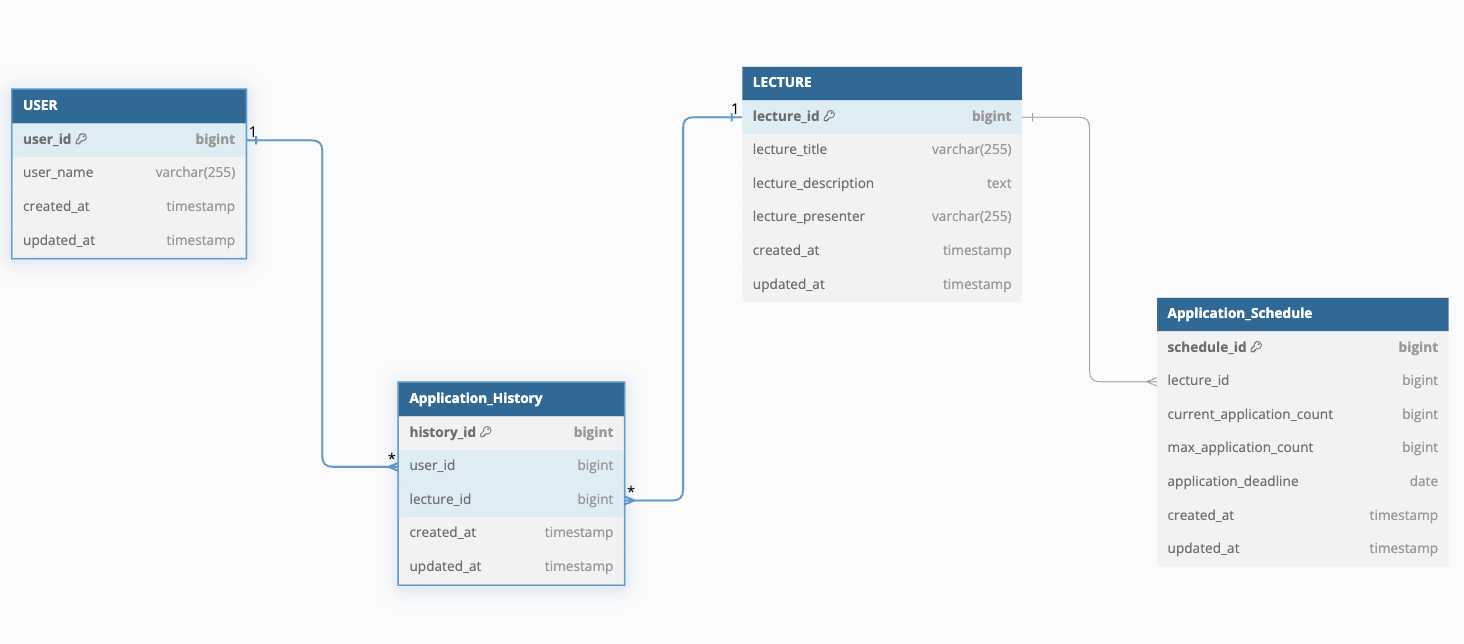 USER
user_id bigint
user_name varchar(255)
created_at timestamp
updated_at timestamp
1
LECTURE
1
lecture_id bigint
lecture_title varchar(255)
lecture_description text
lecture_presenter varchar(255)
created_at timestamp
updated_at timestamp
Application_History
history_id bigint
*
user_id bigint
*
lecture_id bigint
created_at timestamp
updated_at timestamp
Application_Schedule
schedule_id bigint
lecture_id bigint
current_application_count bigint
max_application_count bigint
application_deadline date
created_at timestamp
updated_at timestamp